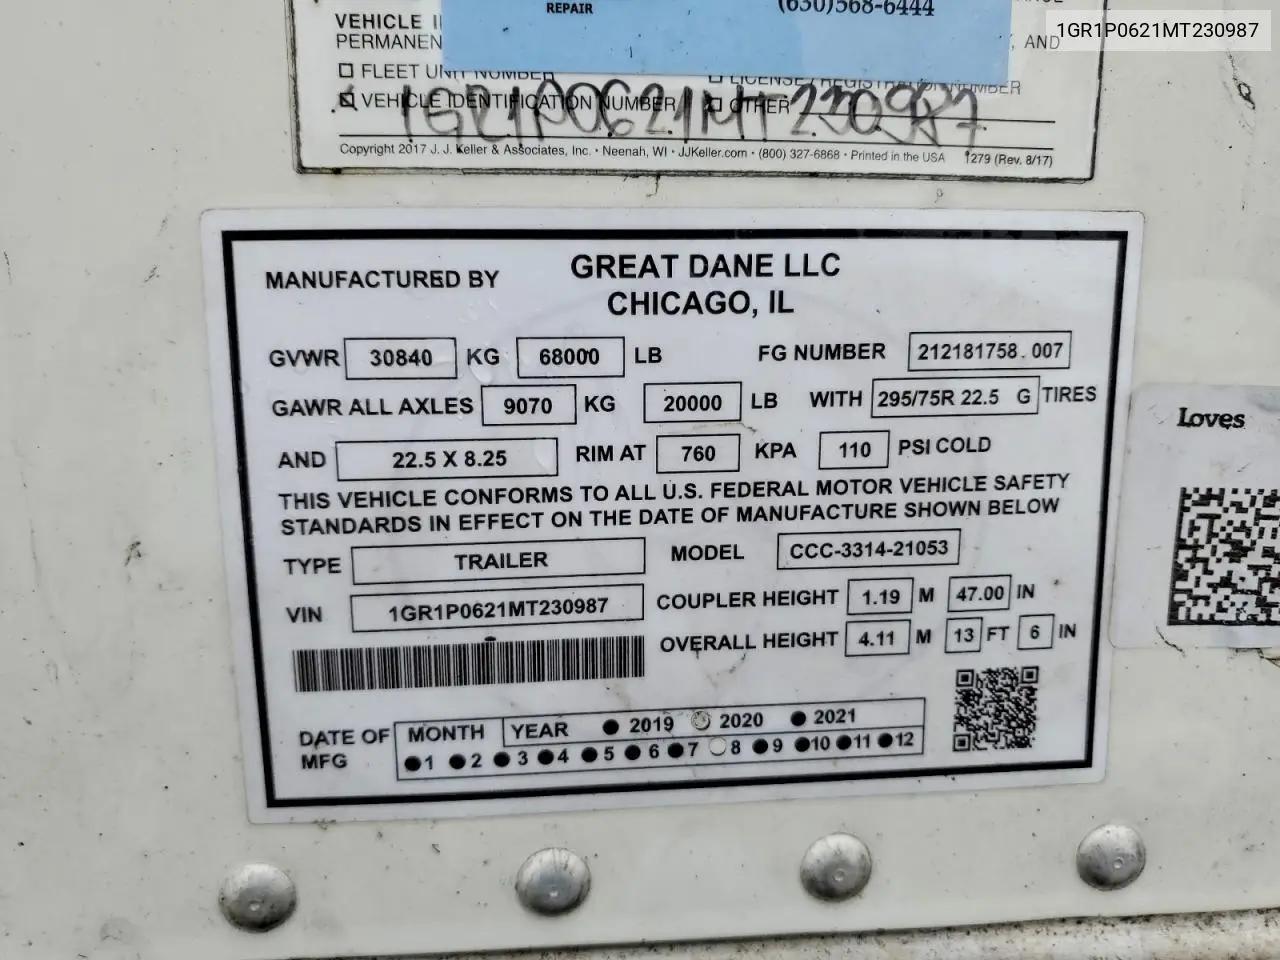 REPAIR
(630)568-6444
1GR1P0621MT230987
VEHICLE
PERMANEN
, AND
FLEET UNIT NUMBER
LICENSE / REGISTRATION NUMBER
VEHICLE IDENTIFICATION NUMBER
OTHER
1GR1P0621MT230987
Copyright 2017 J. J. Keller & Associates, Inc. • Neenah, WI • JJKeller.com • (800) 327-6868 • Printed in the USA 1279 (Rev. 8/17)
MANUFACTURED BY GREAT DANE LLC
CHICAGO, IL
GVWR 30840 KG 68000 LB FG NUMBER 212181758.007
GAWR ALL AXLES 9070 KG 20000 LB WITH 295/75R 22.5 G TIRES
AND 22.5 X 8.25 RIM AT 760 KPA 110 PSI COLD
THIS VEHICLE CONFORMS TO ALL U.S. FEDERAL MOTOR VEHICLE SAFETY
STANDARDS IN EFFECT ON THE DATE OF MANUFACTURE SHOWN BELOW
TYPE TRAILER MODEL CCC-3314-21053
VIN 1GR1P0621MT230987 COUPLER HEIGHT 1.19 M 47.00 IN
OVERALL HEIGHT 4.11 M 13 FT 6 IN
DATE OF MFG
MONTH YEAR 2019 2020 2021
1 2 3 4 5 6 7 8 9 10 11 12
Loves